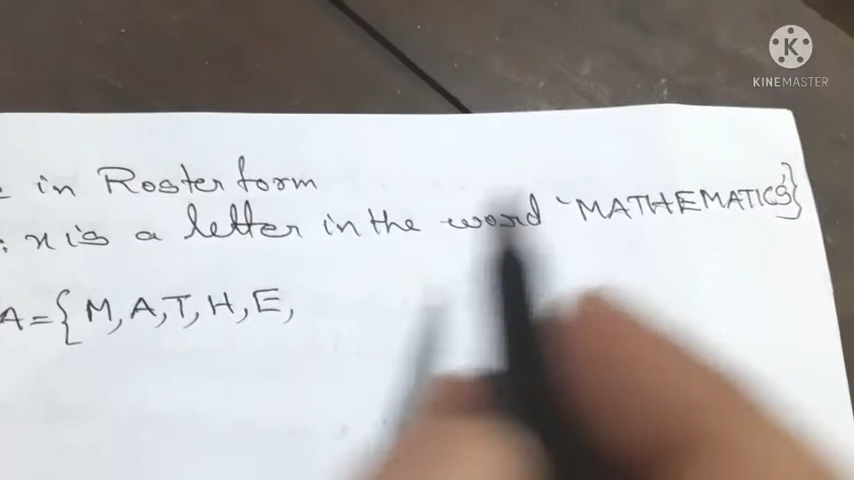 KINEMASTER
in Roster form
: x is a letter in the word 'MATHEMATICS'}
A={M, A, T, H, E,